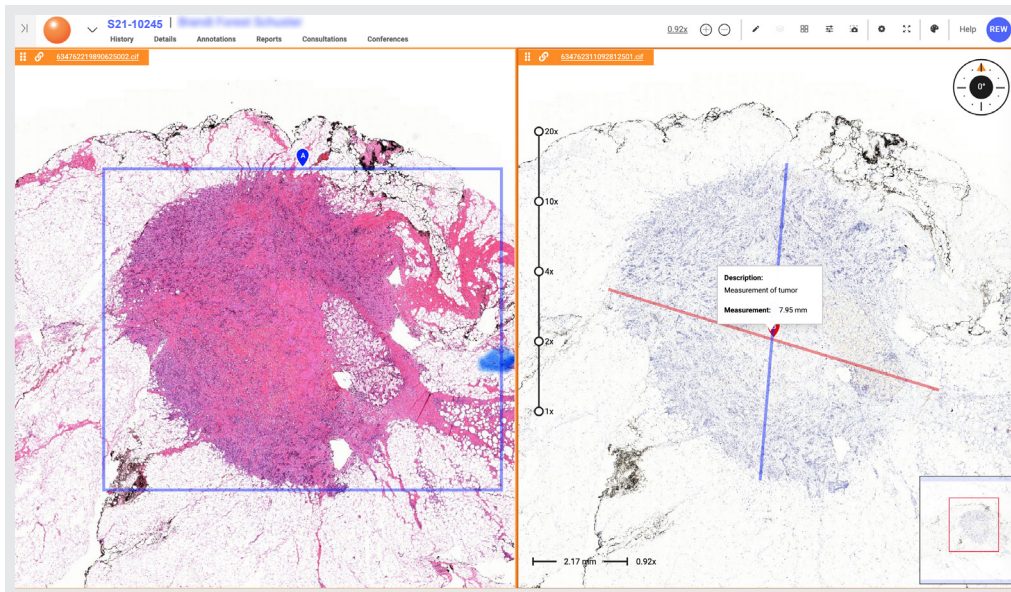 S21-10245 |
History Details Annotations Reports Consultations Conferences
0.92x
Help
REW
634762219890625002.cif
634762311092812501.cif
0°
20x
10x
4x
2x
1x
A
Description:
Measurement of tumor
Measurement: 7.95 mm
2.17 mm
0.92x